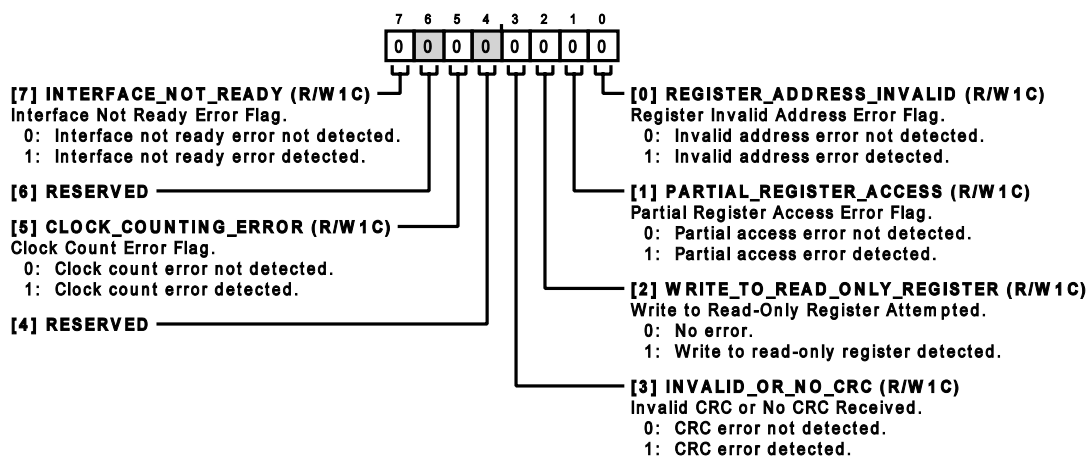 7 6 5 4 3 2 1 0
0 0 0 0 0 0 0 0
[7] INTERFACE_NOT_READY (R/W1C)
Interface Not Ready Error Flag.
0: Interface not ready error not detected.
1: Interface not ready error detected.
[6] RESERVED
[5] CLOCK_COUNTING_ERROR (R/W1C)
Clock Count Error Flag.
0: Clock count error not detected.
1: Clock count error detected.
[4] RESERVED
[0] REGISTER_ADDRESS_INVALID (R/W1C)
Register Invalid Address Error Flag.
0: Invalid address error not detected.
1: Invalid address error detected.
[1] PARTIAL_REGISTER_ACCESS (R/W1C)
Partial Register Access Error Flag.
0: Partial access error not detected.
1: Partial access error detected.
[2] WRITE_TO_READ_ONLY_REGISTER (R/W1C)
Write to Read-Only Register Attempted.
0: No error.
1: Write to read-only register detected.
[3] INVALID_OR_NO_CRC (R/W1C)
Invalid CRC or No CRC Received.
0: CRC error not detected.
1: CRC error detected.